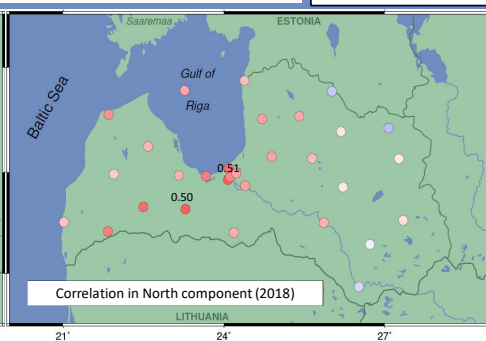 Saaremaa
ESTONIA
Gulf of
Riga
Baltic Sea
0.51
0.50
Correlation in North component (2018)
LITHUANIA
21°
24°
27°